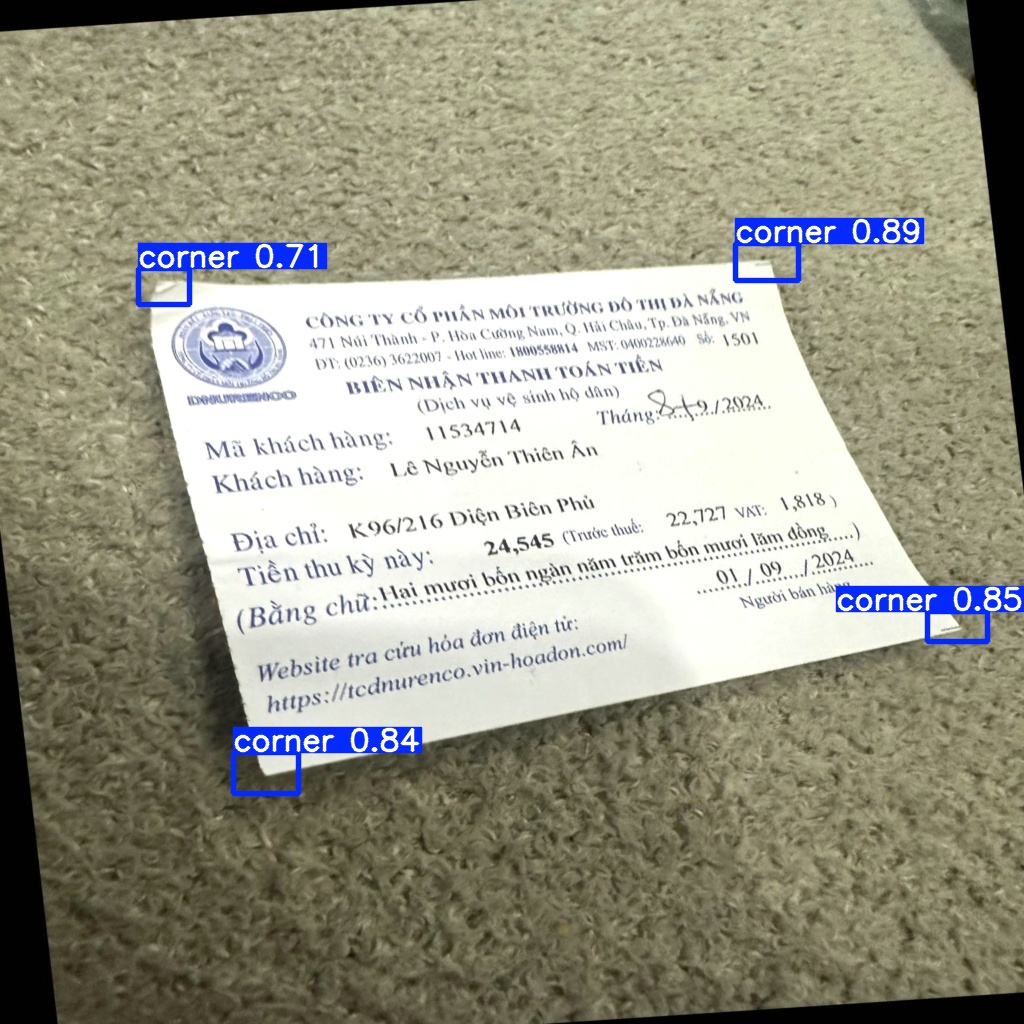 corner 0.71
corner 0.89
CÔNG TY CỔ PHẦN MÔI TRƯỜNG ĐÔ THỊ ĐÀ NẴNG
471 Núi Thành - P. Hòa Cường Nam, Q. Hải Châu, Tp. Đà Nẵng, VN
ĐT: (0236) 3622007 - Hot line: 1800558814 MST: 0400228640 Số: 1501
DNURENCO
BIÊN NHẬN THANH TOÁN TIỀN
(Dịch vụ vệ sinh hộ dân)
Tháng: 8+9/2024
Mã khách hàng: 11534714
Khách hàng: Lê Nguyễn Thiên Ân
Địa chỉ: K96/216 Điện Biên Phủ
Tiền thu kỳ này: 24,545 (Trước thuế: 22,727 VAT: 1,818 )
(Bằng chữ: Hai mươi bốn ngàn năm trăm bốn mươi lăm đồng.....)
01 / 09 / 2024
Người bán hàng
corner 0.85
Website tra cứu hóa đơn điện tử:
https://tcdnurenco.vin-hoadon.com/
corner 0.84